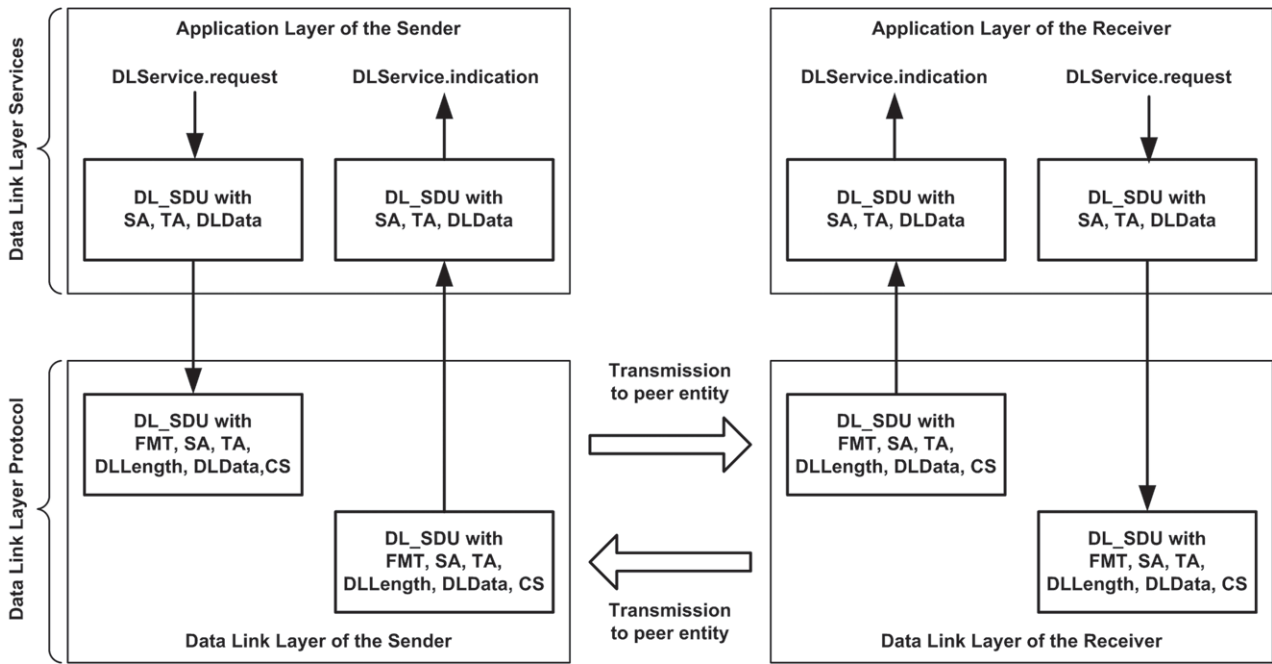 Data Link Layer Services
Application Layer of the Sender
DLService.request
DLService.indication
DL_SDU with
SA, TA, DLData
DL_SDU with
SA, TA, DLData
Application Layer of the Receiver
DLService.indication
DLService.request
DL_SDU with
SA, TA, DLData
DL_SDU with
SA, TA, DLData
Data Link Layer Protocol
DL_SDU with
FMT, SA, TA,
DLLength, DLData,CS
DL_SDU with
FMT, SA, TA,
DLLength, DLData, CS
Data Link Layer of the Sender
Transmission
to peer entity
Transmission
to peer entity
DL_SDU with
FMT, SA, TA,
DLLength, DLData, CS
DL_SDU with
FMT, SA, TA,
DLLength, DLData, CS
Data Link Layer of the Receiver